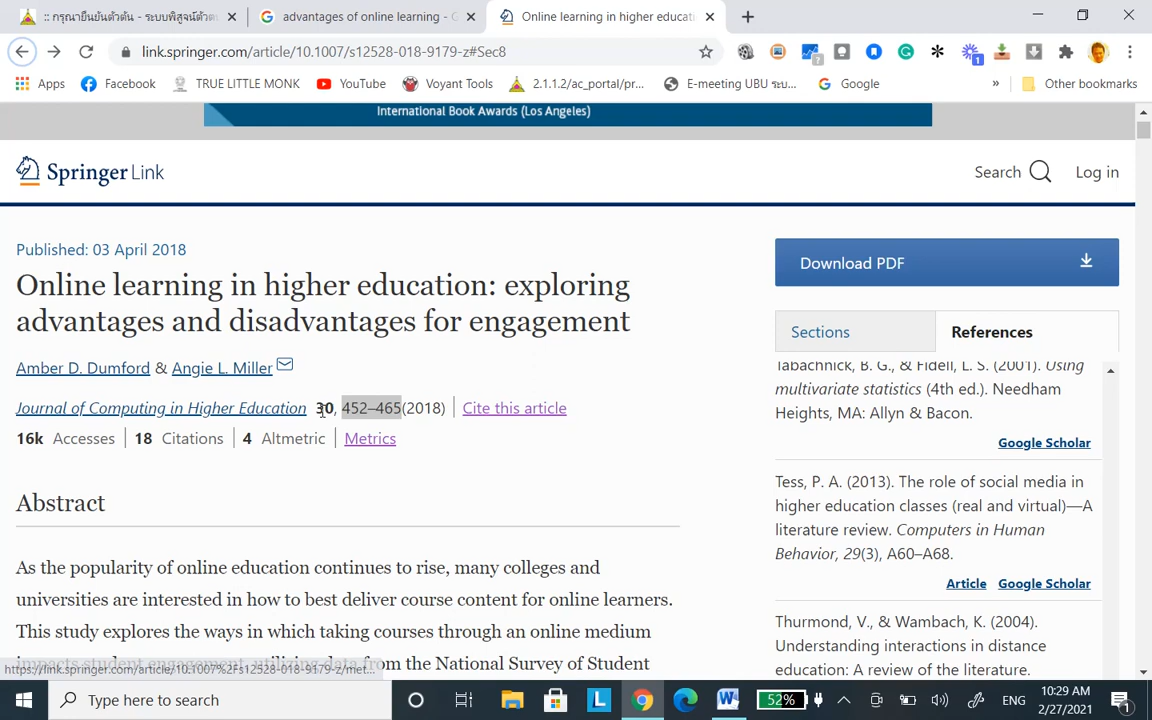 :: กรุณายืนยันตัวตน - ระบบพิสูจน์ตัวต
advantages of online learning - G
Online learning in higher educati
link.springer.com/article/10.1007/s12528-018-9179-z#Sec8
Apps
Facebook
TRUE LITTLE MONK
YouTube
Voyant Tools
2.1.1.2/ac_portal/pr...
E-meeting UBU ระบ...
Google
»
Other bookmarks
International Book Awards (Los Angeles)
Springer Link
Search
Log in
Published: 03 April 2018
Online learning in higher education: exploring
advantages and disadvantages for engagement
Amber D. Dumford & Angie L. Miller
Journal of Computing in Higher Education 30, 452–465(2018) | Cite this article
16k Accesses | 18 Citations | 4 Altmetric | Metrics
Abstract
As the popularity of online education continues to rise, many colleges and
universities are interested in how to best deliver course content for online learners.
This study explores the ways in which taking courses through an online medium
impacts student engagement, utilizing data from the National Survey of Student
https://link.springer.com/article/10.1007%2Fs12528-018-9179-z/met...
Download PDF
Sections
References
Tabachnick, B. G., & Fidell, L. S. (2001). Using
multivariate statistics (4th ed.). Needham
Heights, MA: Allyn & Bacon.
Google Scholar
Tess, P. A. (2013). The role of social media in
higher education classes (real and virtual)—A
literature review. Computers in Human
Behavior, 29(3), A60–A68.
Article Google Scholar
Thurmond, V., & Wambach, K. (2004).
Understanding interactions in distance
education: A review of the literature.
Type here to search
52%
ENG
10:29 AM
2/27/2021
1